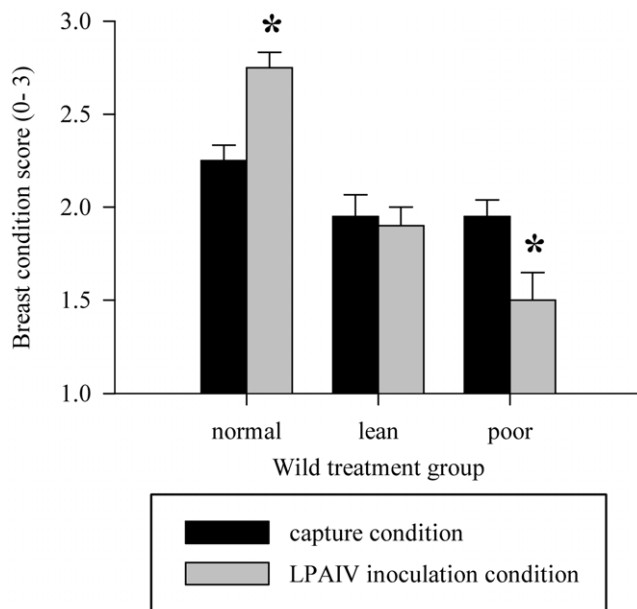 Breast condition score (0- 3)
3.0
2.5
2.0
1.5
1.0
*
*
normal lean poor
Wild treatment group
capture condition
LPAIV inoculation condition